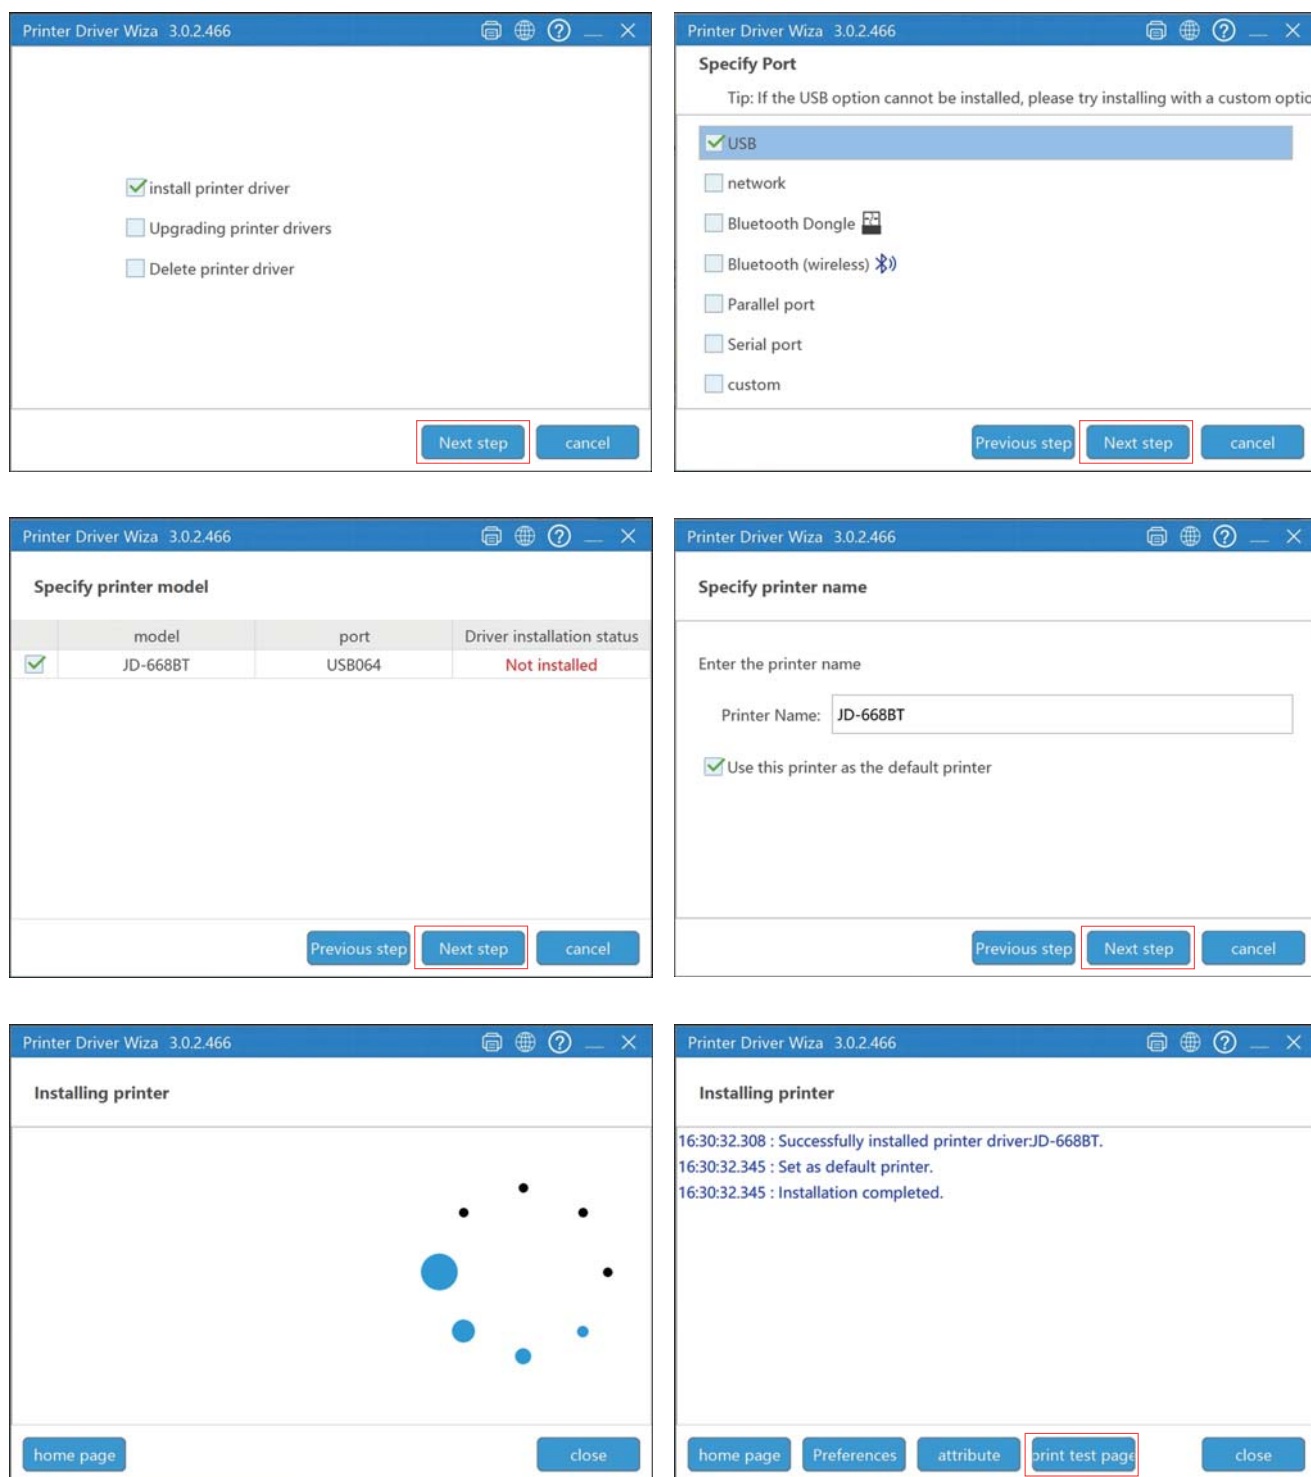 Printer Driver Wiza 3.0.2.466
install printer driver
Upgrading printer drivers
Delete printer driver
Next step cancel
Printer Driver Wiza 3.0.2.466
Specify Port
Tip: If the USB option cannot be installed, please try installing with a custom optic
USB
network
Bluetooth Dongle
Bluetooth (wireless)
Parallel port
Serial port
custom
Previous step Next step cancel
Printer Driver Wiza 3.0.2.466
Specify printer model
model port Driver installation status
JD-668BT USB064 Not installed
Previous step Next step cancel
Printer Driver Wiza 3.0.2.466
Specify printer name
Enter the printer name
Printer Name: JD-668BT
Use this printer as the default printer
Previous step Next step cancel
Printer Driver Wiza 3.0.2.466
Installing printer
home page close
Printer Driver Wiza 3.0.2.466
Installing printer
16:30:32.308 : Successfully installed printer driver:JD-668BT.
16:30:32.345 : Set as default printer.
16:30:32.345 : Installation completed.
home page Preferences attribute print test page close